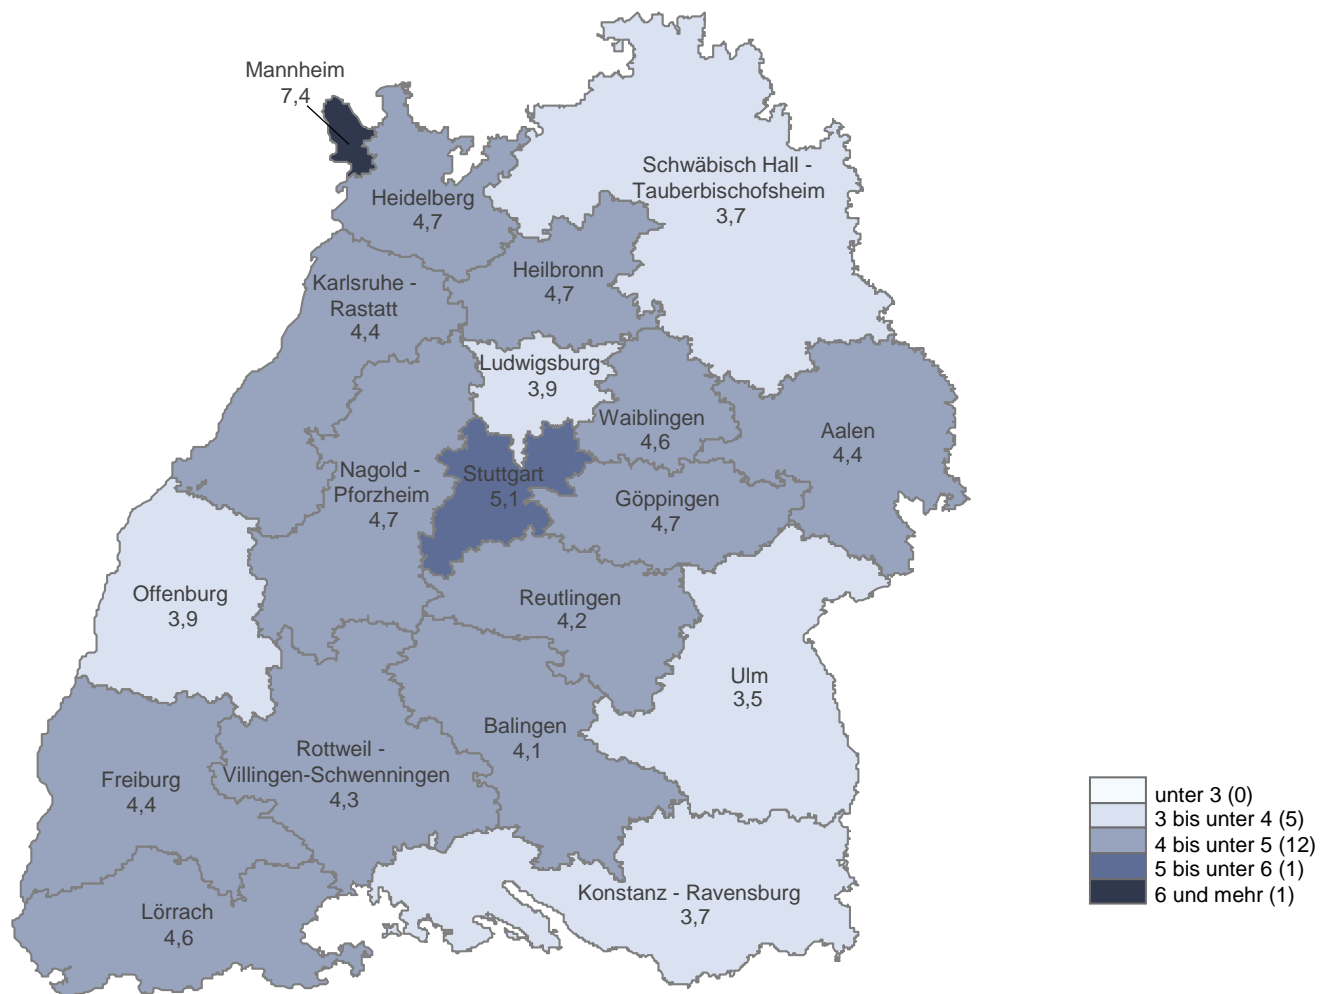 Mannheim
7,4
Schwäbisch Hall -
Tauberbischofsheim
3,7
Heidelberg
4,7
Heilbronn
4,7
Karlsruhe -
Rastatt
4,4
Ludwigsburg
3,9
Waiblingen
4,6
Aalen
4,4
Nagold -
Pforzheim
4,7
Stuttgart
5,1
Göppingen
4,7
Offenburg
3,9
Reutlingen
4,2
Ulm
3,5
Balingen
4,1
Rottweil -
Villingen-Schwenningen
4,3
Freiburg
4,4
Konstanz - Ravensburg
3,7
Lörrach
4,6
unter 3 (0)
3 bis unter 4 (5)
4 bis unter 5 (12)
5 bis unter 6 (1)
6 und mehr (1)